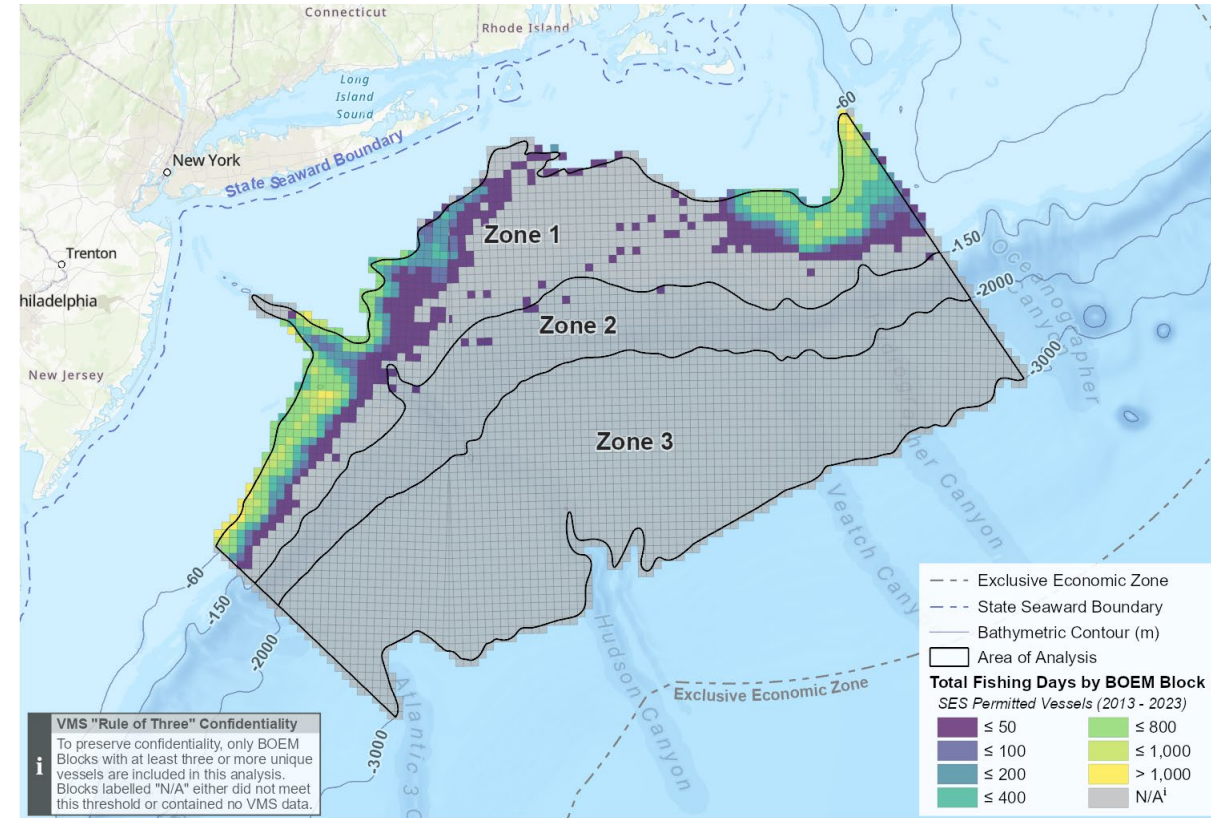 Connecticut
Rhode Island
Long
Island
Sound
-60
New York
State Seaward Boundary
Trenton
hiladelphia
New Jersey
Zone 1
-150
Oceanographer
Canyon
-2000
Zone 2
-3000
Zone 3
her Canyon
Veatch Cany
-60
-150
-2000
Hudson Canyon
Exclusive Economic Zone
Atlantic 3 C
-3000
VMS "Rule of Three" Confidentiality
i
To preserve confidentiality, only BOEM
Blocks with at least three or more unique
vessels are included in this analysis.
Blocks labelled "N/A" either did not meet
this threshold or contained no VMS data.
Exclusive Economic Zone
State Seaward Boundary
Bathymetric Contour (m)
Area of Analysis
Total Fishing Days by BOEM Block
SES Permitted Vessels (2013 - 2023)
≤ 50
≤ 100
≤ 200
≤ 400
≤ 800
≤ 1,000
> 1,000
N/Aⁱ